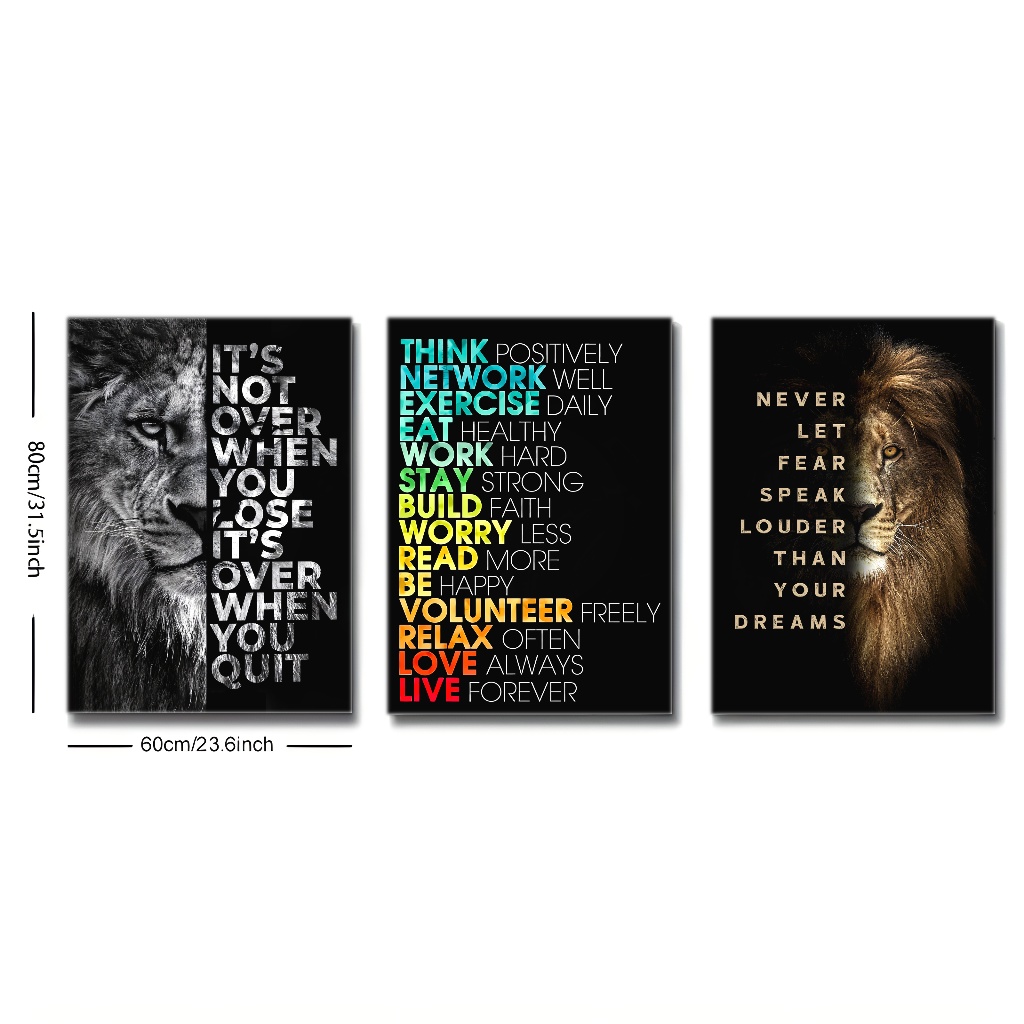 IT'S
NOT
OVER
WHEN
YOU
LOSE
IT'S
OVER
WHEN
YOU
QUIT
THINK POSITIVELY
NETWORK WELL
EXERCISE DAILY
EAT HEALTHY
WORK HARD
STAY STRONG
BUILD FAITH
WORRY LESS
READ MORE
BE HAPPY
VOLUNTEER FREELY
RELAX OFTEN
LOVE ALWAYS
LIVE FOREVER
NEVER
LET
FEAR
SPEAK
LOUDER
THAN
YOUR
DREAMS
80cm/31.5inch
60cm/23.6inch